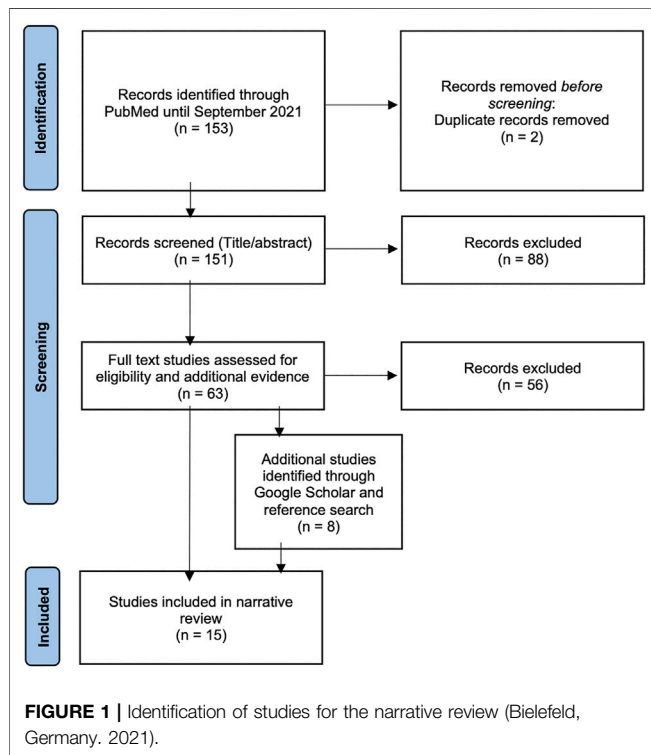 Identification
Records identified through
PubMed until September 2021
(n = 153)
Records removed before
screening:
Duplicate records removed
(n = 2)
Screening
Records screened (Title/abstract)
(n = 151)
Records excluded
(n = 88)
Full text studies assessed for
eligibility and additional evidence
(n = 63)
Records excluded
(n = 56)
Additional studies
identified through
Google Scholar and
reference search
(n = 8)
Included
Studies included in narrative
review
(n = 15)
FIGURE 1 | Identification of studies for the narrative review (Bielefeld,
Germany. 2021).